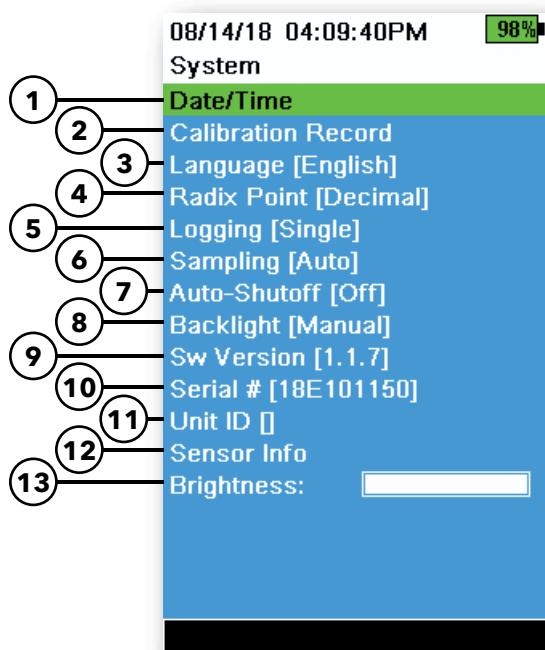 08/14/18 04:09:40PM 98%
System
1 Date/Time
2 Calibration Record
3 Language [English]
4 Radix Point [Decimal]
5 Logging [Single]
6 Sampling [Auto]
7 Auto-Shutoff [Off]
8 Backlight [Manual]
9 Sw Version [1.1.7]
10 Serial # [18E101150]
11 Unit ID []
12 Sensor Info
13 Brightness: